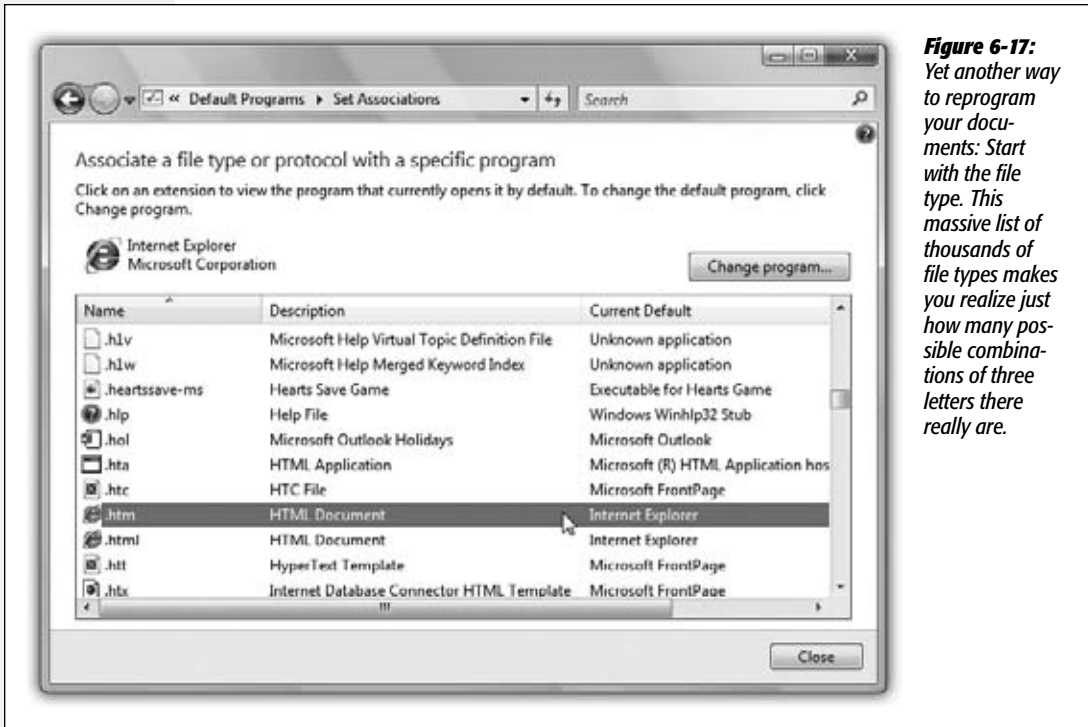 « Default Programs ▸ Set Associations
Search
Associate a file type or protocol with a specific program
Click on an extension to view the program that currently opens it by default. To change the default program, click
Change program.
Internet Explorer
Microsoft Corporation
Change program...
Name Description Current Default
.h1v Microsoft Help Virtual Topic Definition File Unknown application
.h1w Microsoft Help Merged Keyword Index Unknown application
.heartssave-ms Hearts Save Game Executable for Hearts Game
.hlp Help File Windows Winhlp32 Stub
.hol Microsoft Outlook Holidays Microsoft Outlook
.hta HTML Application Microsoft (R) HTML Application hos
.htc HTC File Microsoft FrontPage
.htm HTML Document Internet Explorer
.html HTML Document Internet Explorer
.htt HyperText Template Microsoft FrontPage
.htx Internet Database Connector HTML Template Microsoft FrontPage
Close
Figure 6-17:
Yet another way
to reprogram
your docu-
ments: Start
with the file
type. This
massive list of
thousands of
file types makes
you realize just
how many pos-
sible combina-
tions of three
letters there
really are.